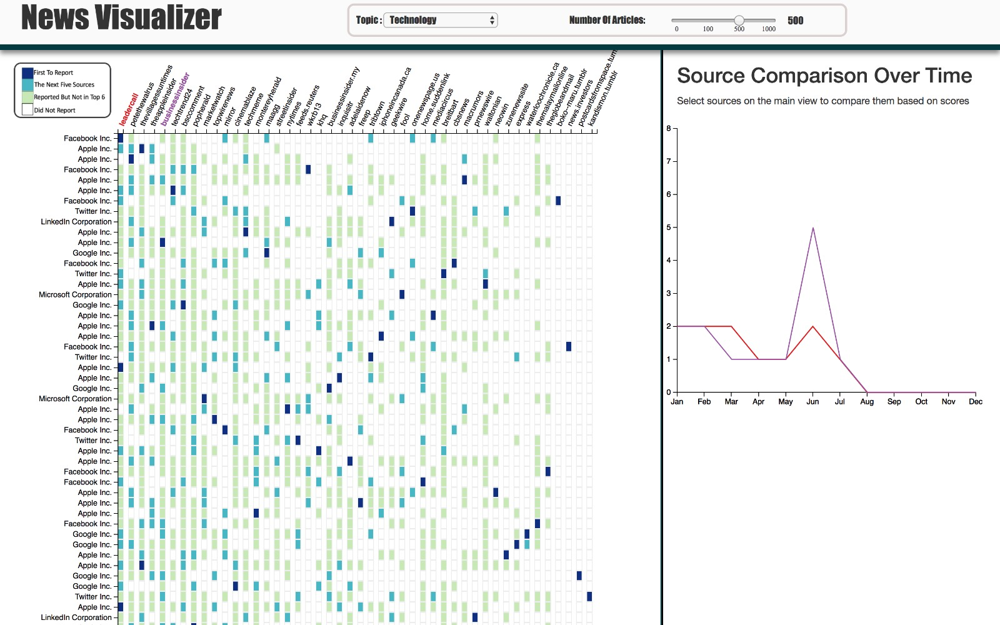 News Visualizer
Topic : Technology
Number Of Articles:
0 100 500 1000
500
First To Report
The Next Five Sources
Reported But Not in Top 6
Did Not Report
leadercall
petethewalrus
thevillagessuntimes
theappleinsider
businessinsider
techtrend24
bsccomment
popherald
marketwatch
topwirenews
mirror
cinemablaze
techmeme
montereyherald
naagg
streetinsider
nytimes
feeds.reuters
wkrb13
khq
businessinsider.my
inquisitr
adelaidenow
freep
triblown
iphoneincanada.ca
geekwire
fool
onenewspage.us
home.suddenlink
mediacircus
breitbart
cbsnews
macrumors
prnewswire
waltonian
neowin
zunenewssite
express
waterloochronicle.ca
themalaymailonline
theglobeandmail
boko--maru.tumblr
news.investors
postcardsfromspace.tum
kandismon.tumblr
Facebook Inc.
Apple Inc.
Apple Inc.
Facebook Inc.
Apple Inc.
Apple Inc.
Facebook Inc.
Twitter Inc.
LinkedIn Corporation
Apple Inc.
Apple Inc.
Google Inc.
Facebook Inc.
Twitter Inc.
Apple Inc.
Microsoft Corporation
Google Inc.
Apple Inc.
Apple Inc.
Apple Inc.
Facebook Inc.
Twitter Inc.
Apple Inc.
Apple Inc.
Google Inc.
Microsoft Corporation
Apple Inc.
Apple Inc.
Facebook Inc.
Twitter Inc.
Apple Inc.
Apple Inc.
Facebook Inc.
Facebook Inc.
Apple Inc.
Apple Inc.
Apple Inc.
Facebook Inc.
Google Inc.
Google Inc.
Apple Inc.
Apple Inc.
Google Inc.
Google Inc.
Twitter Inc.
Apple Inc.
LinkedIn Corporation
Source Comparison Over Time
Select sources on the main view to compare them based on scores
8
7
6
5
4
3
2
1
0
Jan Feb Mar Apr May Jun Jul Aug Sep Oct Nov Dec